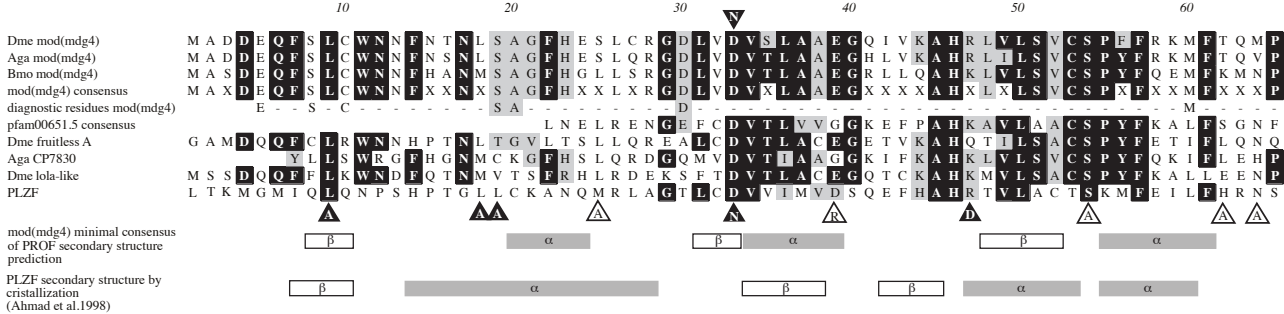 10 20 30 40 50 60
N
Dme mod(mdg4) M A D D E Q F S L C W N N F N T N L S A G F H E S L C R G D L V D V S L A A E G Q I V K A H R L V L S V C S P F F R K M F T Q M P
Aga mod(mdg4) M A D D E Q F S L C W N N F N T N L S A G F H E S L Q R G D L V D V T L A A E G H L V K A H R L I L S V C S P Y F R K M F T Q V P
Bmo mod(mdg4) M A S D E Q F S L C W N N F H A N M S A G F H G L L S R G D L V D V T L A A E G R L L Q A H K L V L S V C S P Y F Q E M F K M N P
mod(mdg4) consensus M A X D E Q F S L C W N N F X X N X S A G F H X X L X R G D L V D V X L A A E G X X X X A H X L X L S V C S P X F X X M F X X X P
diagnostic residues mod(mdg4) E - - S - C - - - - - - - - S A - - - - - - - - - D - - - - - - - - - - - - - - - - - - - - - - - - - - - - - M - - - - -
pfam00651.5 consensus L N E L R E N G E F C D V T L V V G G K E F P A H K A V L A A C S P Y F K A L F S G N F
Dme fruitless A G A M D Q Q F C L R W N N H P T N L T G V L T S L L Q R E A L C D V T L A C E G E T V K A H Q T I L S A C S P Y F E T I F L Q N Q
Aga CP7830 Y L L S W R G F H G N M C K G F H S L Q R D G Q M V D V T I A A G G K I F K A H K L V L S V C S P Y F Q K I F L E H P
Dme lola-like M S S D Q Q F F L K W N D F Q T N M V T S F R H L R D E K S F T D V T L A C E G Q T C K A H K M V L S A C S P Y F K A L L E E N P
PLZF L T K M G M I Q L Q N P S H P T G L L C K A N Q M R L A G T L C D V V I M V D S Q E F H A H K T V L A C T S K M F E I L F H R N S
A A A A N R D A A A
mod(mdg4) minimal consensus
of PROF secondary structure
prediction
β α β α β α
PLZF secondary structure by
cristallization
(Ahmad et al.1998)
β α β β α α